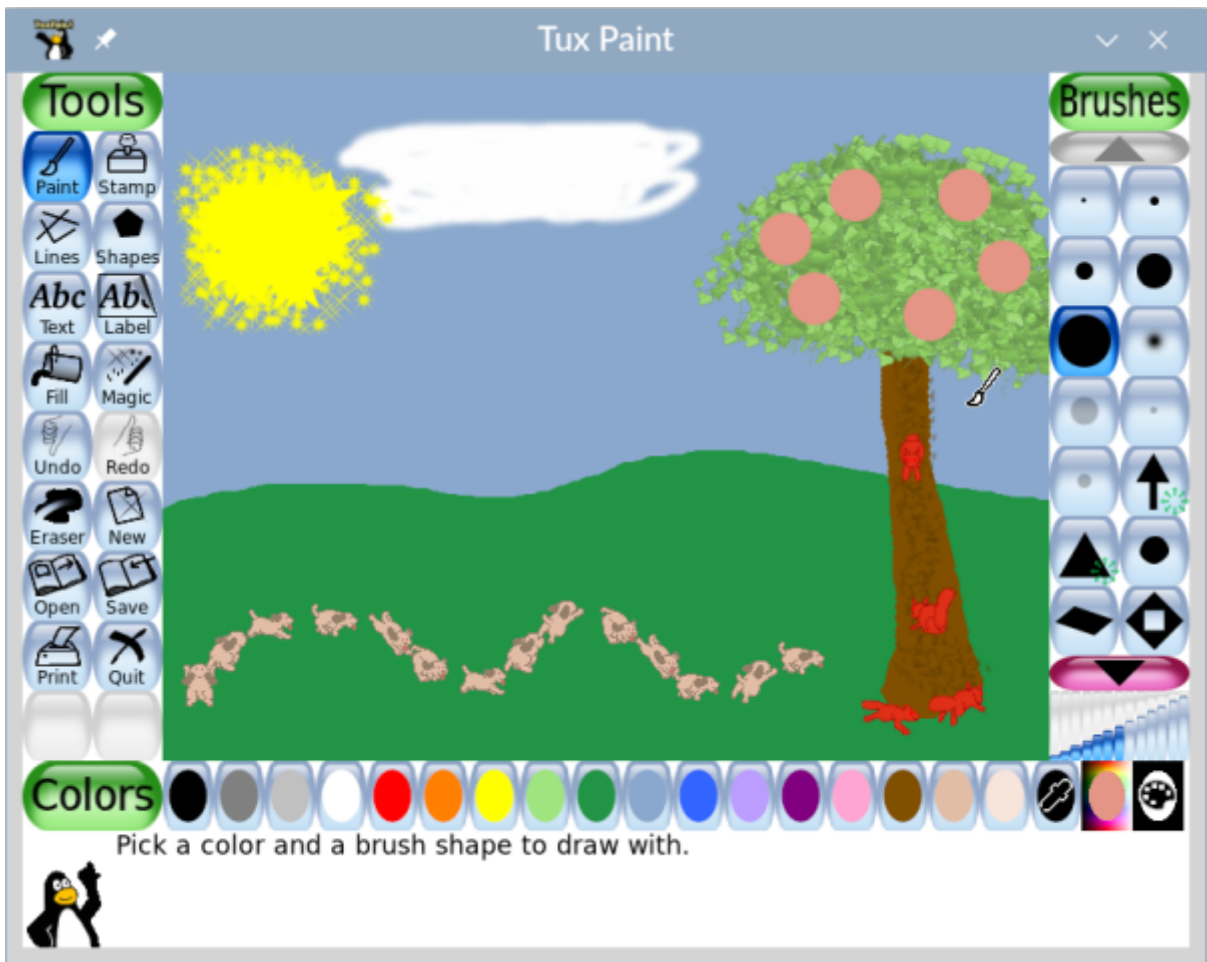 Tux Paint
Tools
Brushes
Paint
Stamp
Lines
Shapes
Abc
Text
Label
Fill
Magic
Undo
Redo
Eraser
New
Open
Save
Print
Quit
Colors
Pick a color and a brush shape to draw with.